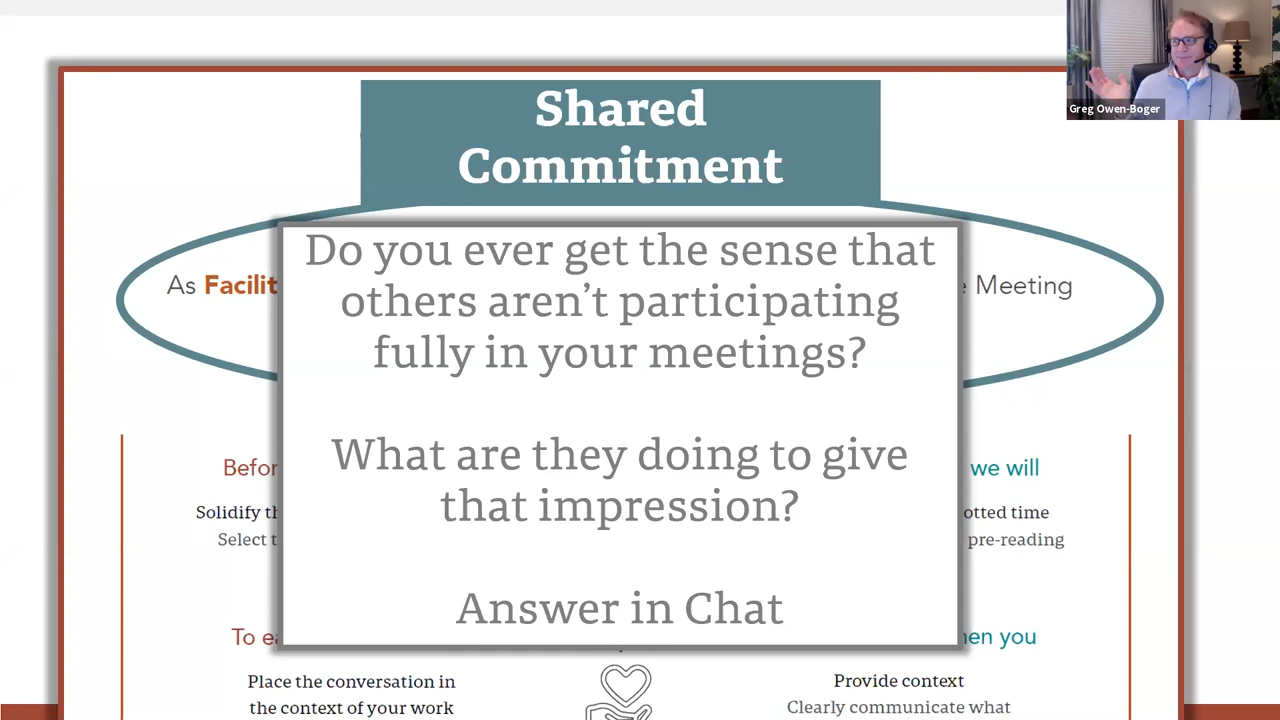 Greg Owen-Boger
Shared
Commitment
As Facilit
Meeting
Do you ever get the sense that
others aren't participating
fully in your meetings?
What are they doing to give
that impression?
Answer in Chat
Befor
we will
Solidify th
otted time
Select t
pre-reading
To ea
hen you
Place the conversation in
the context of your work
Provide context
Clearly communicate what